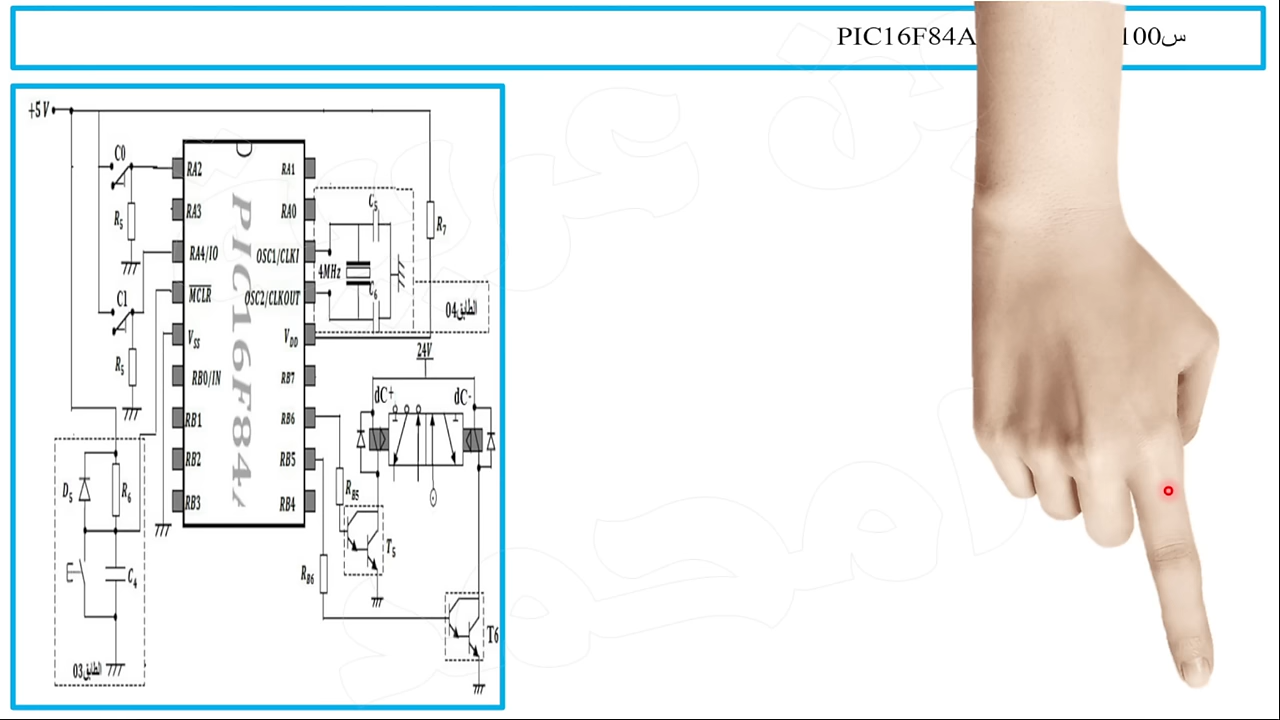 س100 PIC16F84A
+5V
C0
R5
C1
R5
RA2
RA3
RA4/IO
MCLR
VSS
RB0/IN
RB1
RB2
RB3
RA1
RA0
OSC1/CLKI
OSC2/CLKOUT
VDD
RB7
RB6
RB5
RB4
PIC16F84A
C5
4MHz
C6
R7
الطابق04
24V
dC+
dC-
D5
R6
C4
الطابق03
RB5
T5
RB6
T6